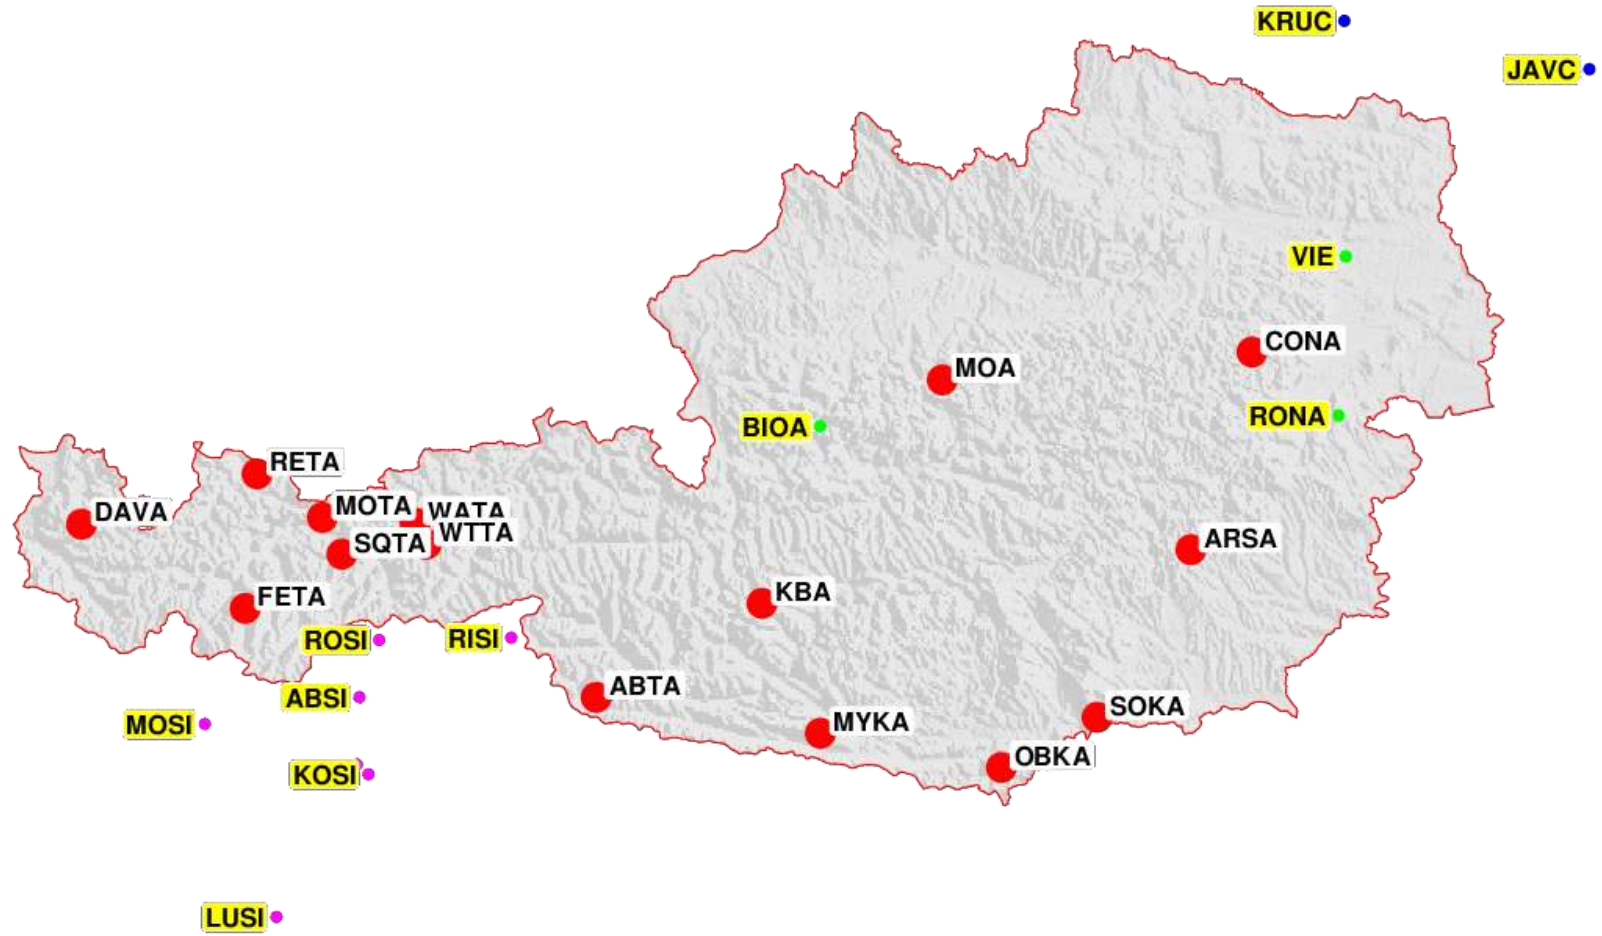 KRUC
JAVC
VIE
CONA
MOA
RONA
BIOA
RETA
MOTA
DAVA
WATA
WTTA
SQTA
ARSA
KBA
FETA
ROSI
RISI
ABTA
ABSI
SOKA
MYKA
MOSI
OBKA
KOSI
LUSI